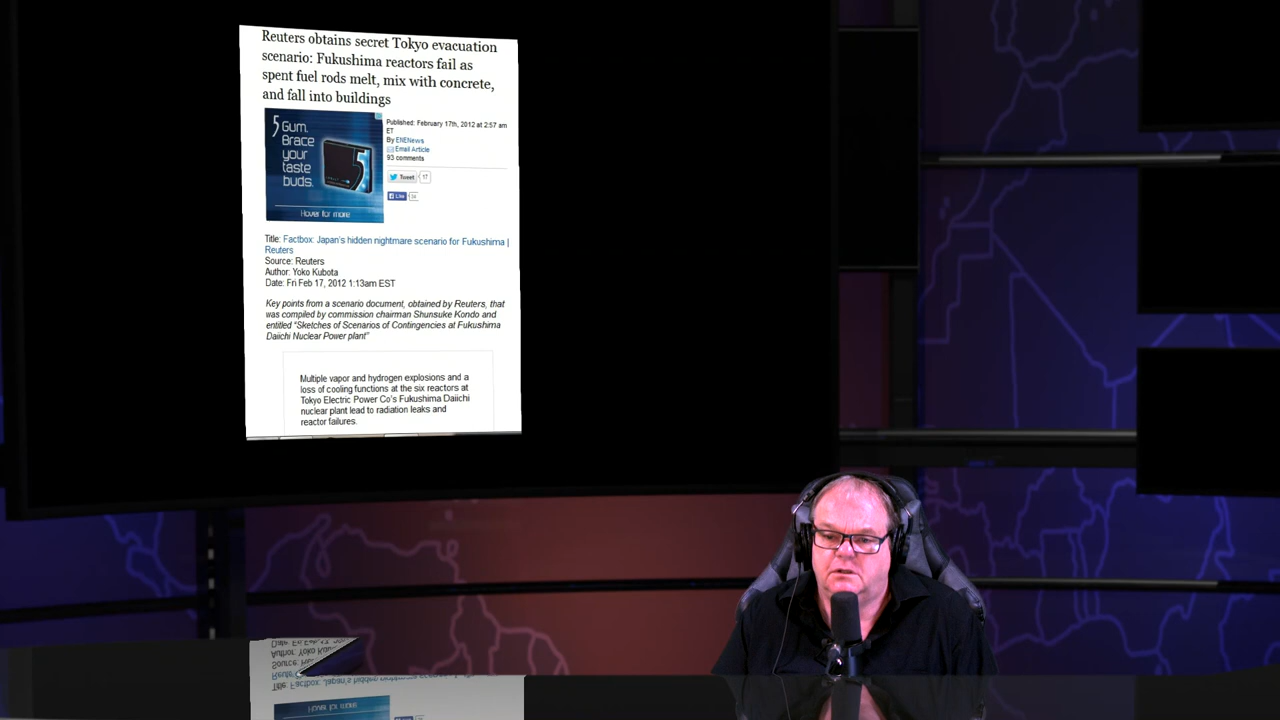 Reuters obtains secret Tokyo evacuation
scenario: Fukushima reactors fail as
spent fuel rods melt, mix with concrete,
and fall into buildings
5 Gum.
Brace
your
taste
buds.
5
Hover for more
Published: February 17th, 2012 at 2:57 am
ET
By ENENews
Email Article
93 comments
Tweet 17
Like
Title: Factbox: Japan's hidden nightmare scenario for Fukushima |
Reuters
Source: Reuters
Author: Yoko Kubota
Date: Fri Feb 17, 2012 1:13am EST
Key points from a scenario document, obtained by Reuters, that
was compiled by commission chairman Shunsuke Kondo and
entitled "Sketches of Scenarios of Contingencies at Fukushima
Daiichi Nuclear Power plant"
Multiple vapor and hydrogen explosions and a
loss of cooling functions at the six reactors at
Tokyo Electric Power Co's Fukushima Daiichi
nuclear plant lead to radiation leaks and
reactor failures.